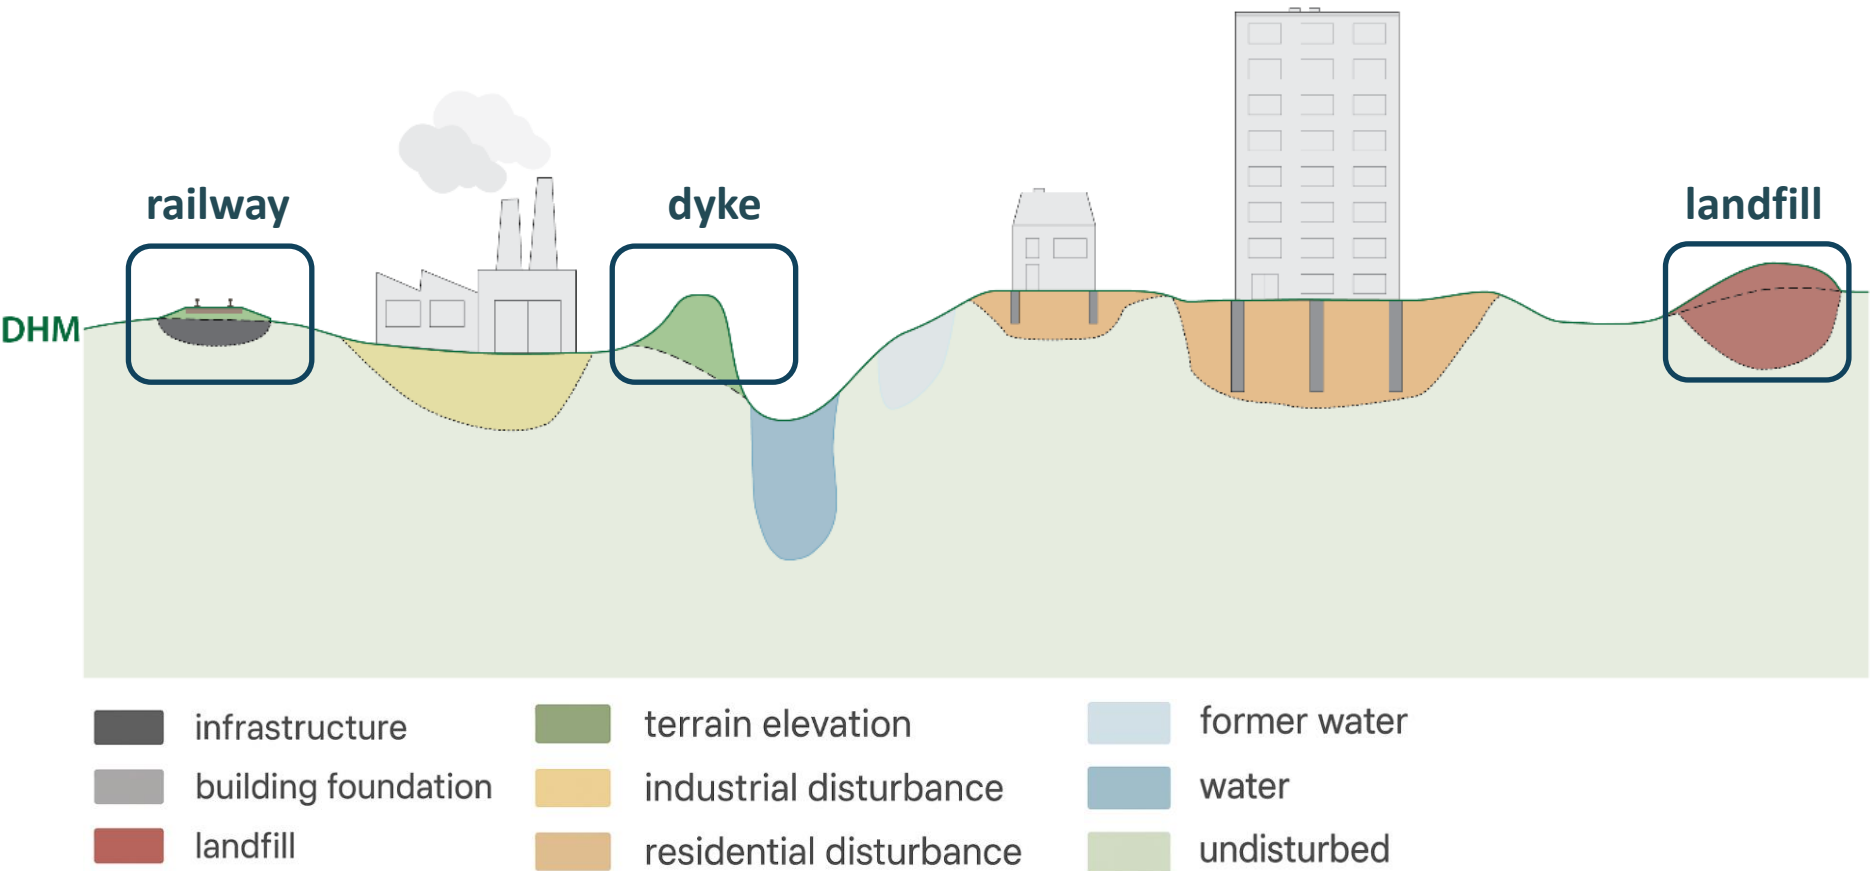 railway
dyke
landfill
DHM
infrastructure
terrain elevation
former water
building foundation
industrial disturbance
water
landfill
residential disturbance
undisturbed